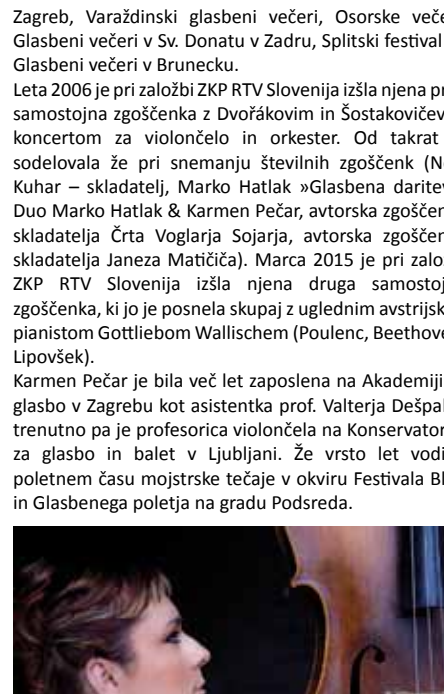 Zagreb, Varaždinski glasbeni večeri, Osorske veče
Glasbeni večeri v Sv. Donatu v Zadru, Splitski festival
Glasbeni večeri v Brunecku.
Leta 2006 je pri založbi ZKP RTV Slovenija izšla njena pr
samostojna zgoščenka z Dvořákovim in Šostakovičev
koncertom za violončelo in orkester. Od takrat
sodelovala že pri snemanju številnih zgoščenk (N
Kuhar – skladatelj, Marko Hatlak »Glasbena daritev
Duo Marko Hatlak & Karmen Pečar, avtorska zgoščen
skladatelja Črta Voglarja Sojarja, avtorska zgoščen
skladatelja Janeza Matičiča). Marca 2015 je pri založ
ZKP RTV Slovenija izšla njena druga samostoj
zgoščenka, ki jo je posnela skupaj z uglednim avstrijsk
pianistom Gottliebom Wallischem (Poulenc, Beethove
Lipovšek).
Karmen Pečar je bila več let zaposlena na Akademiji
glasbo v Zagrebu kot asistentka prof. Valterja Dešpal
trenutno pa je profesorica violončela na Konservator
za glasbo in balet v Ljubljani. Že vrsto let vodi
poletnem času mojstrske tečaje v okviru Festivala Bl
in Glasbenega poletja na gradu Podsreda.